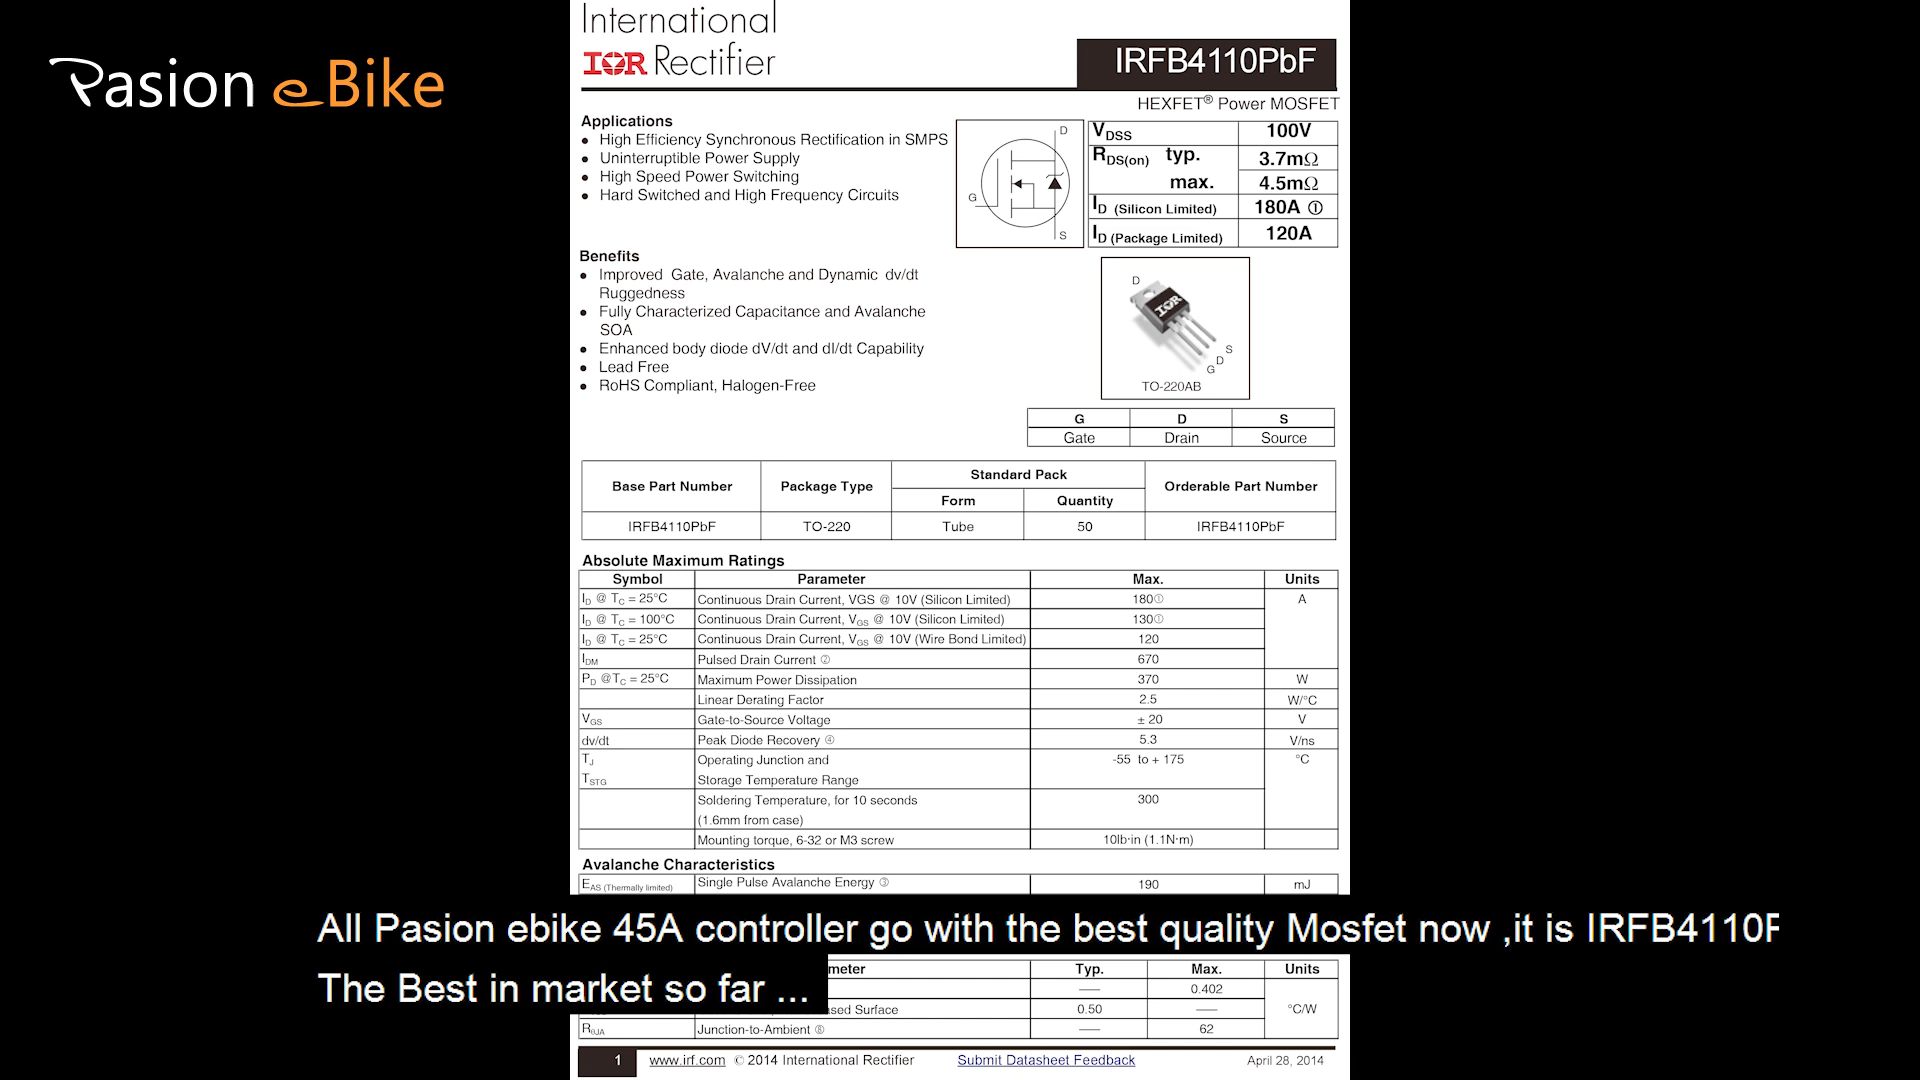 Pasion eBike
International
IOR Rectifier
IRFB4110PbF
HEXFET® Power MOSFET
Applications
● High Efficiency Synchronous Rectification in SMPS
● Uninterruptible Power Supply
● High Speed Power Switching
● Hard Switched and High Frequency Circuits
D
G
S
VDSS 100V
RDS(on) typ. 3.7mΩ
max. 4.5mΩ
ID (Silicon Limited) 180A ①
ID (Package Limited) 120A
Benefits
● Improved Gate, Avalanche and Dynamic dv/dt
Ruggedness
● Fully Characterized Capacitance and Avalanche
SOA
● Enhanced body diode dV/dt and dI/dt Capability
● Lead Free
● RoHS Compliant, Halogen-Free
D
IOR
S
D
G
TO-220AB
G D S
Gate Drain Source
Base Part Number Package Type Standard Pack Orderable Part Number
Form Quantity
IRFB4110PbF TO-220 Tube 50 IRFB4110PbF
Absolute Maximum Ratings
Symbol Parameter Max. Units
ID @ TC = 25°C Continuous Drain Current, VGS @ 10V (Silicon Limited) 180① A
ID @ TC = 100°C Continuous Drain Current, VGS @ 10V (Silicon Limited) 130①
ID @ TC = 25°C Continuous Drain Current, VGS @ 10V (Wire Bond Limited) 120
IDM Pulsed Drain Current ② 670
PD @TC = 25°C Maximum Power Dissipation 370 W
Linear Derating Factor 2.5 W/°C
VGS Gate-to-Source Voltage ± 20 V
dv/dt Peak Diode Recovery ④ 5.3 V/ns
TJ Operating Junction and -55 to + 175 °C
TSTG Storage Temperature Range
Soldering Temperature, for 10 seconds 300
(1.6mm from case)
Mounting torque, 6-32 or M3 screw 10lb·in (1.1N·m)
Avalanche Characteristics
EAS (Thermally limited) Single Pulse Avalanche Energy ③ 190 mJ
All Pasion ebike 45A controller go with the best quality Mosfet now ,it is IRFB4110P
The Best in market so far ...
meter Typ. Max. Units
—— 0.402
sed Surface 0.50 —— °C/W
RθJA Junction-to-Ambient ⑧ —— 62
1 www.irf.com © 2014 International Rectifier Submit Datasheet Feedback April 28, 2014